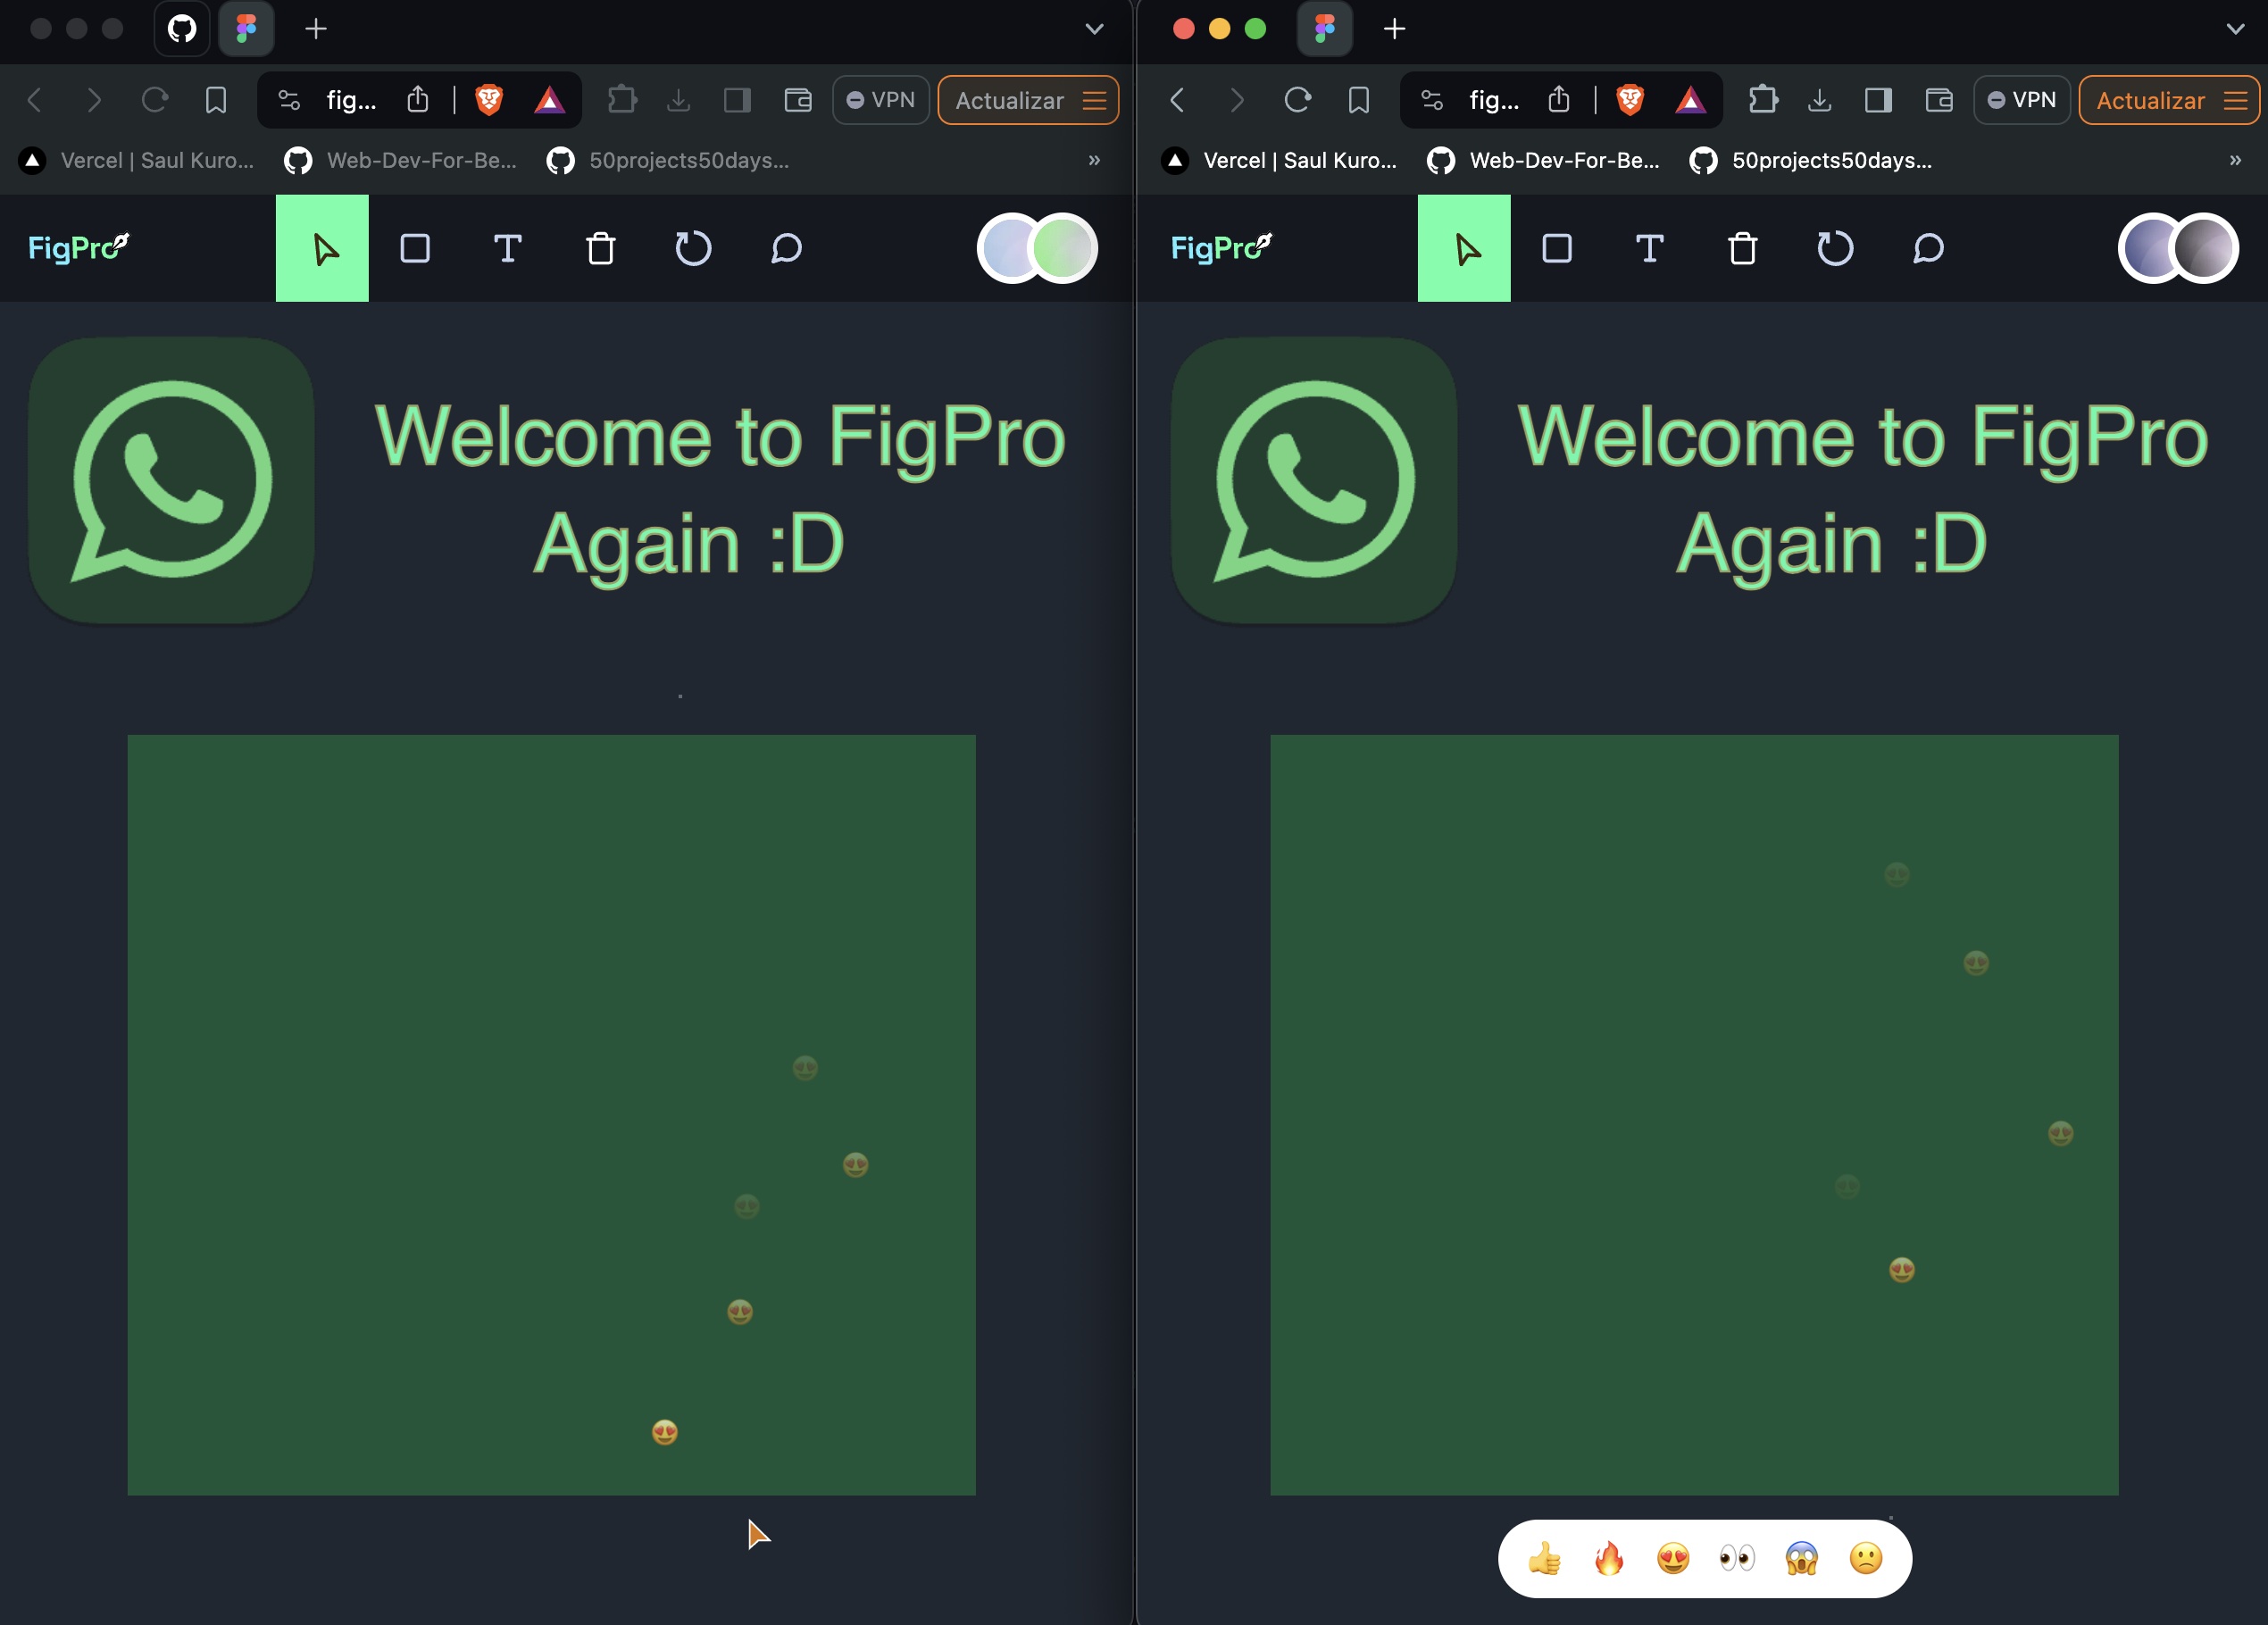 fig...
VPN
Actualizar
Vercel | Saul Kuro...
Web-Dev-For-Be...
50projects50days...
»
FigPro
T
Welcome to FigPro
Again :D
fig...
VPN
Actualizar
Vercel | Saul Kuro...
Web-Dev-For-Be...
50projects50days...
»
FigPro
T
Welcome to FigPro
Again :D